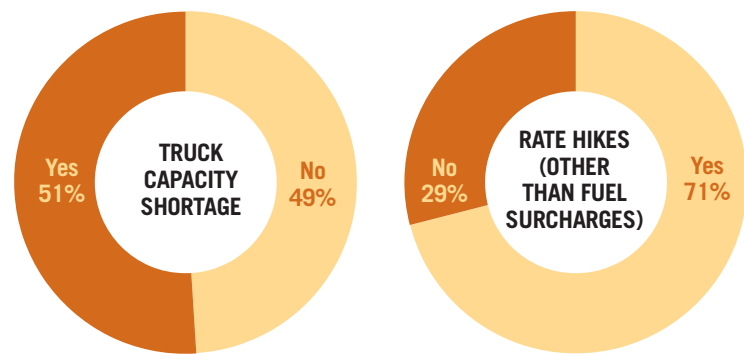 TRUCK
CAPACITY
SHORTAGE
Yes
51%
No
49%
RATE HIKES
(OTHER
THAN FUEL
SURCHARGES)
No
29%
Yes
71%